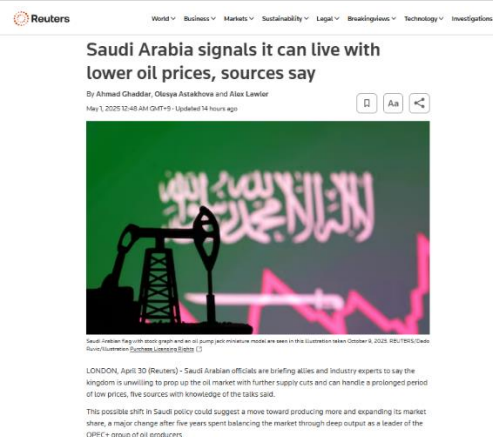 Reuters
World Business Markets Sustainability Legal Breakingviews Technology Investigations
Saudi Arabia signals it can live with
lower oil prices, sources say
By Ahmad Ghaddar, Olesya Astakhova and Alex Lawler
May 1, 2025 12:48 AM GMT+9 · Updated 14 hours ago
Aa
Saudi Arabian flag with stock graph and an oil pump jack miniature model are seen in this illustration taken October 9, 2023. REUTERS/Dado
Ruvic/Illustration Purchase Licensing Rights
LONDON, April 30 (Reuters) - Saudi Arabian officials are briefing allies and industry experts to say the
kingdom is unwilling to prop up the oil market with further supply cuts and can handle a prolonged period
of low prices, five sources with knowledge of the talks said.
This possible shift in Saudi policy could suggest a move toward producing more and expanding its market
share, a major change after five years spent balancing the market through deep output as a leader of the
OPEC+ group of oil producers